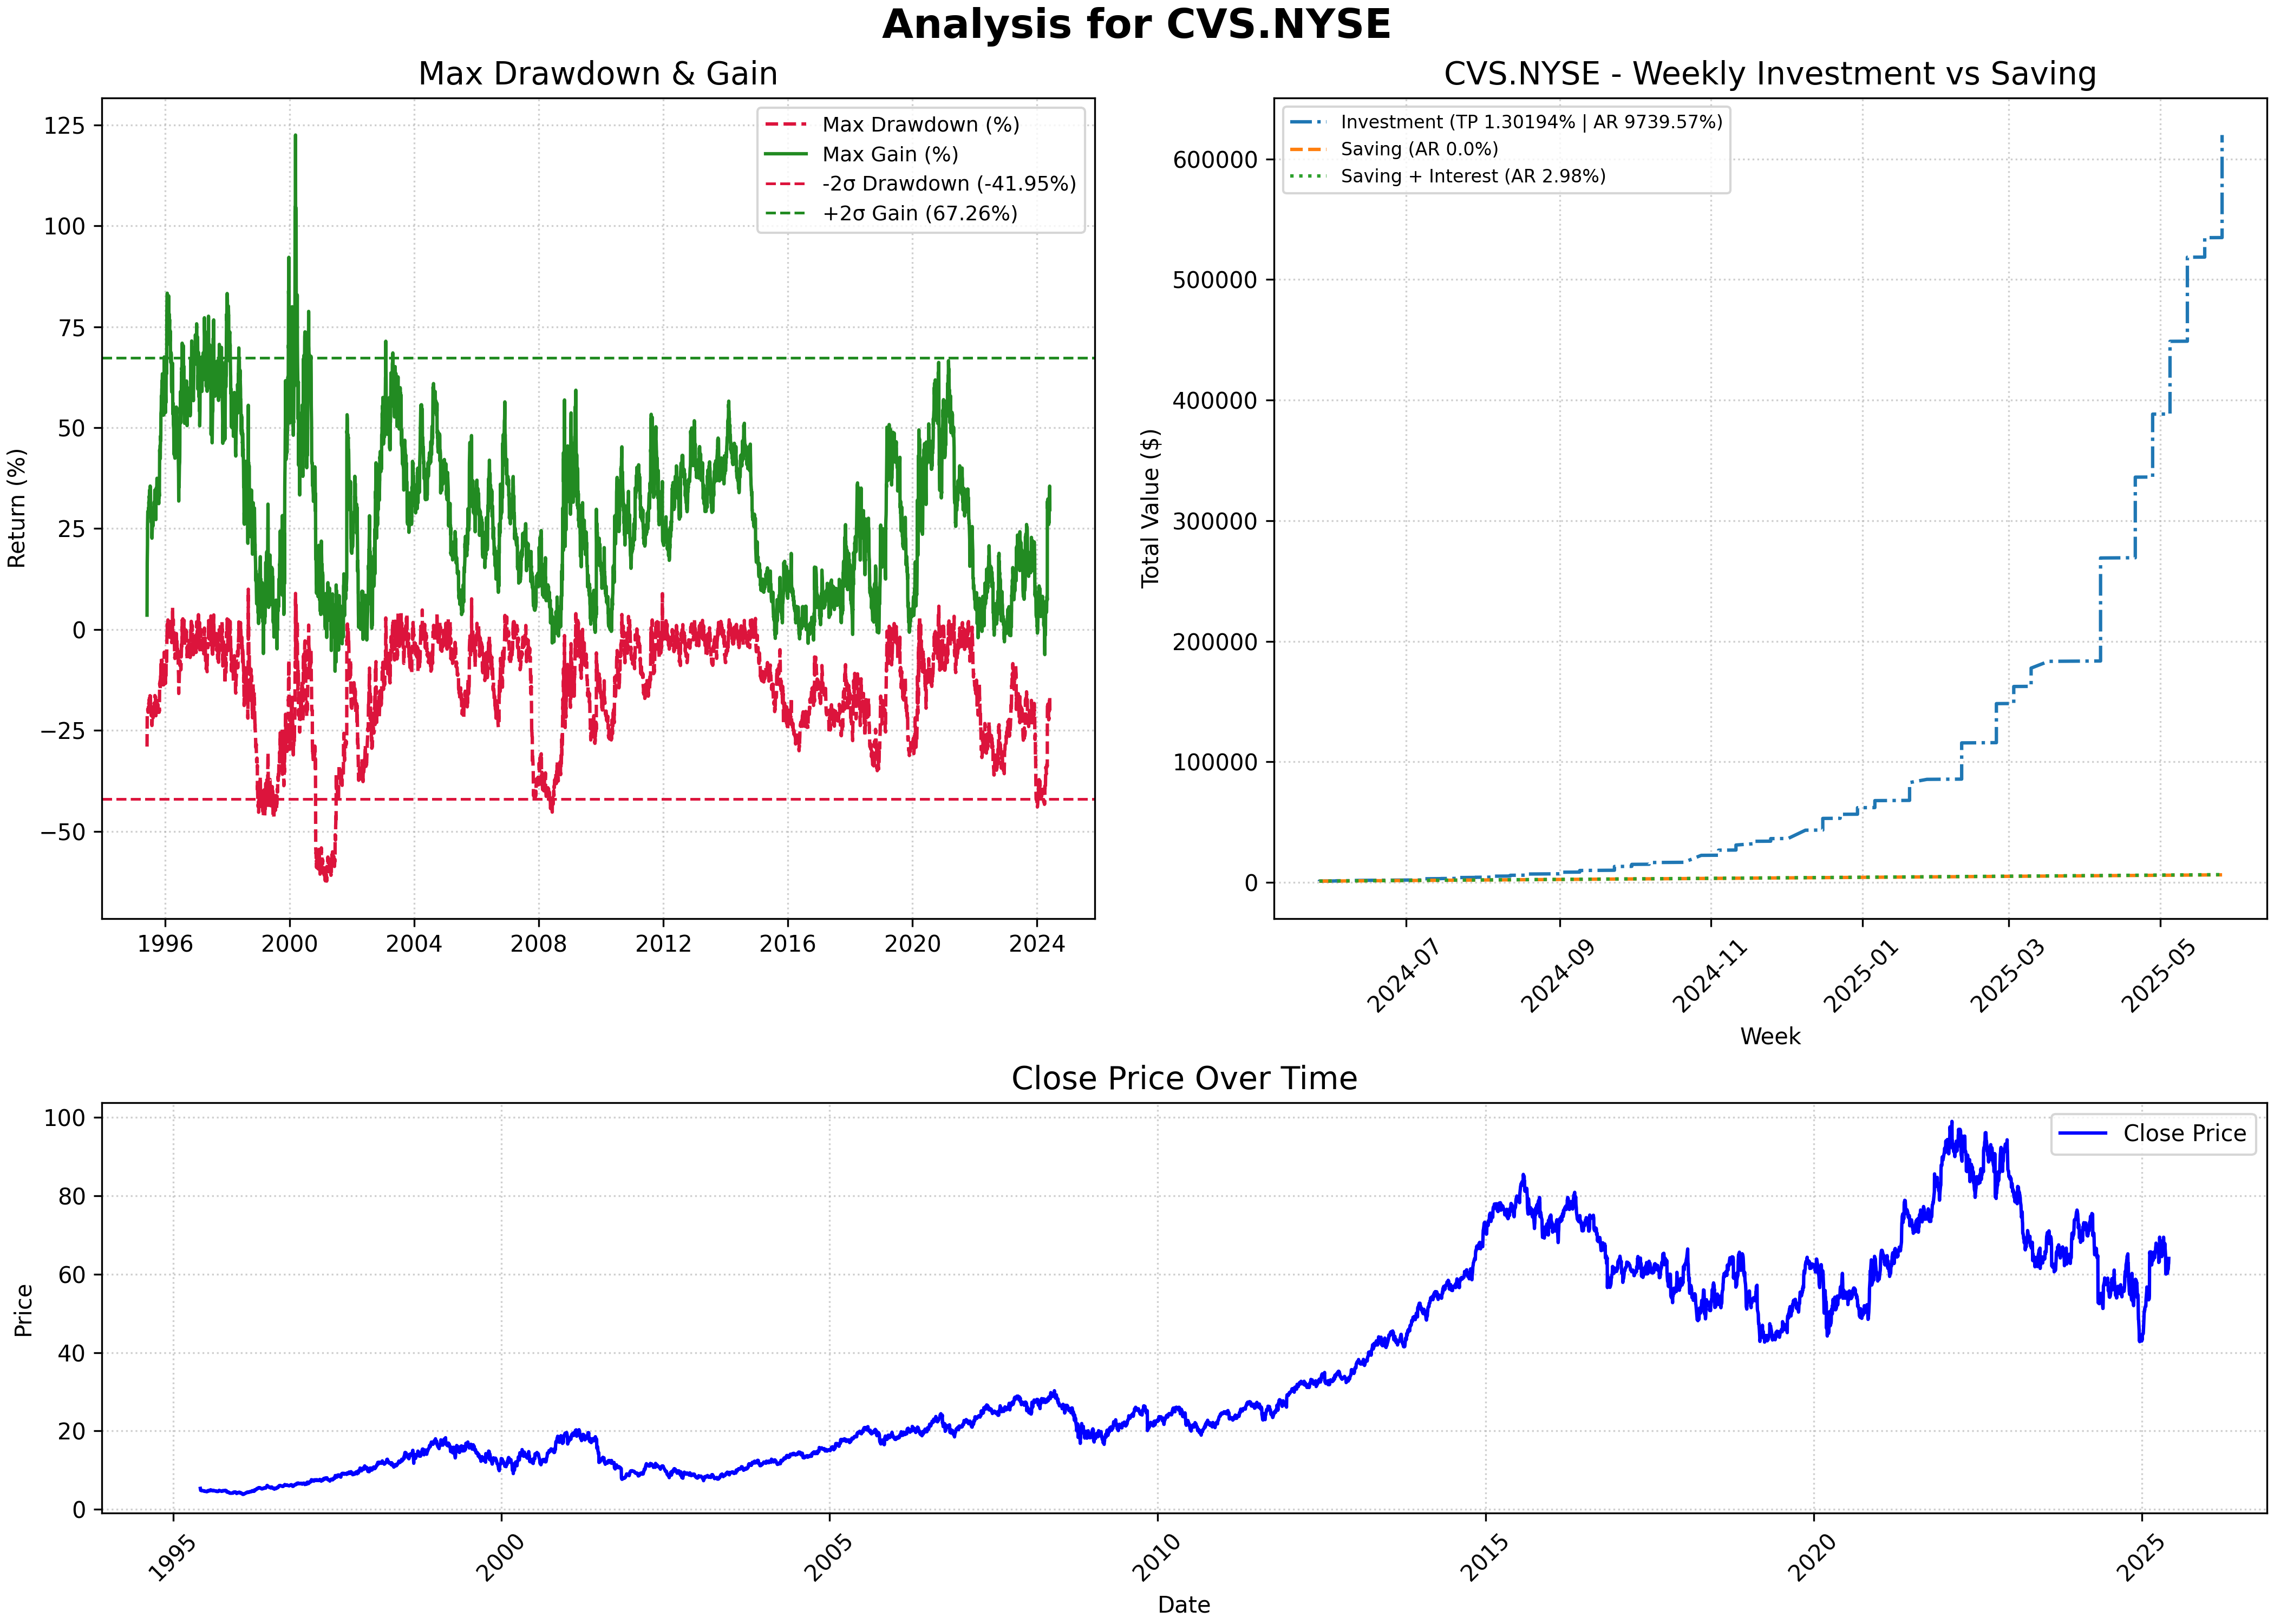 Analysis for CVS.NYSE
Max Drawdown & Gain
Return (%)
125
100
75
50
25
0
−25
−50
1996 2000 2004 2008 2012 2016 2020 2024
Max Drawdown (%)
Max Gain (%)
-2σ Drawdown (-41.95%)
+2σ Gain (67.26%)
CVS.NYSE - Weekly Investment vs Saving
Total Value ($)
600000
500000
400000
300000
200000
100000
0
Investment (TP 1.30194% | AR 9739.57%)
Saving (AR 0.0%)
Saving + Interest (AR 2.98%)
2024-07 2024-09 2024-11 2025-01 2025-03 2025-05
Week
Close Price Over Time
Price
100
80
60
40
20
0
Close Price
1995 2000 2005 2010 2015 2020 2025
Date